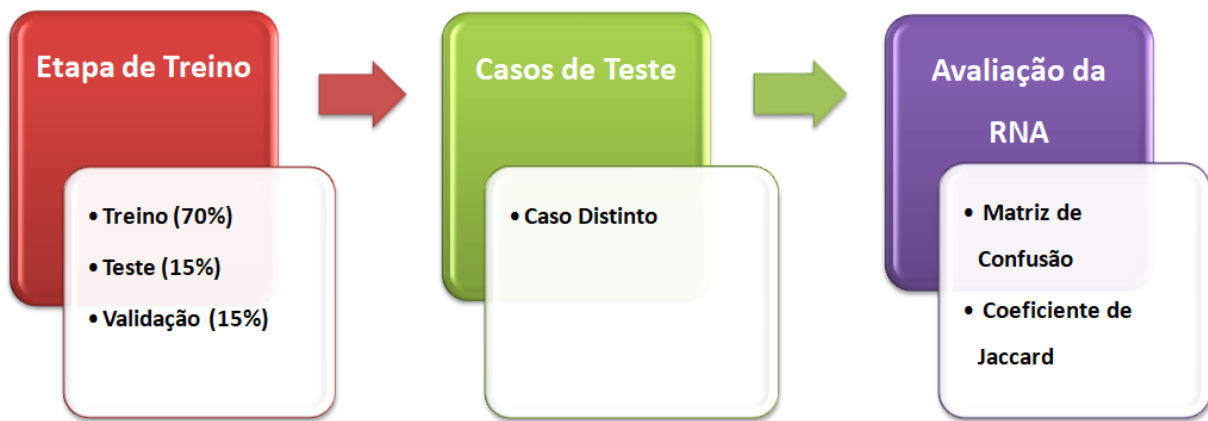 Etapa de Treino
• Treino (70%)
• Teste (15%)
• Validação (15%)
Casos de Teste
• Caso Distinto
Avaliação da
RNA
• Matriz de
Confusão
• Coeficiente de
Jaccard